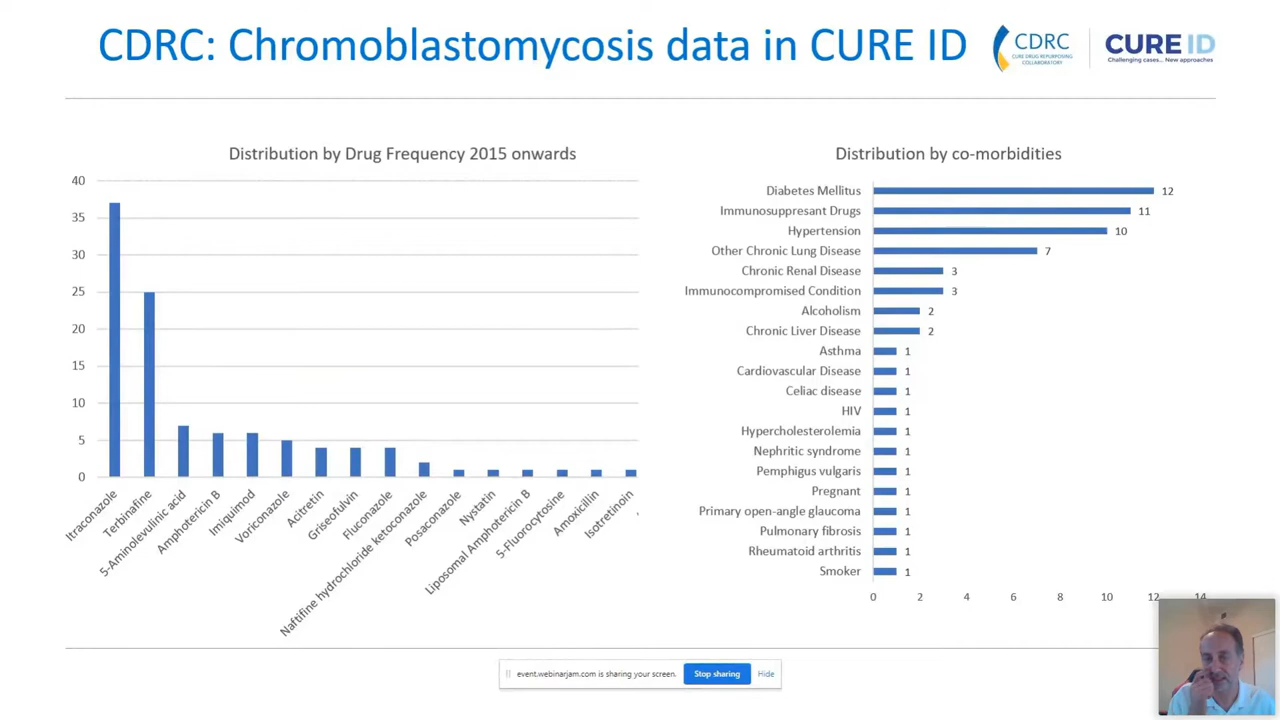 CDRC: Chromoblastomycosis data in CURE ID
CDRC
CURE DRUG REPURPOSING
COLLABORATORY
CURE ID
Challenging cases... New approaches
Distribution by Drug Frequency 2015 onwards
40
35
30
25
20
15
10
5
0
Itraconazole
Terbinafine
5-Aminolevulinic acid
Amphotericin B
Imiquimod
Voriconazole
Acitretin
Griseofulvin
Fluconazole
Naftifine hydrochloride ketoconazole
Posaconazole
Nystatin
Liposomal Amphotericin B
5-Fluorocytosine
Amoxicillin
Isotretinoin
Distribution by co-morbidities
Diabetes Mellitus 12
Immunosuppresant Drugs 11
Hypertension 10
Other Chronic Lung Disease 7
Chronic Renal Disease 3
Immunocompromised Condition 3
Alcoholism 2
Chronic Liver Disease 2
Asthma 1
Cardiovascular Disease 1
Celiac disease 1
HIV 1
Hypercholesterolemia 1
Nephritic syndrome 1
Pemphigus vulgaris 1
Pregnant 1
Primary open-angle glaucoma 1
Pulmonary fibrosis 1
Rheumatoid arthritis 1
Smoker 1
0 2 4 6 8 10 12 14
event.webinarjam.com is sharing your screen. Stop sharing Hide